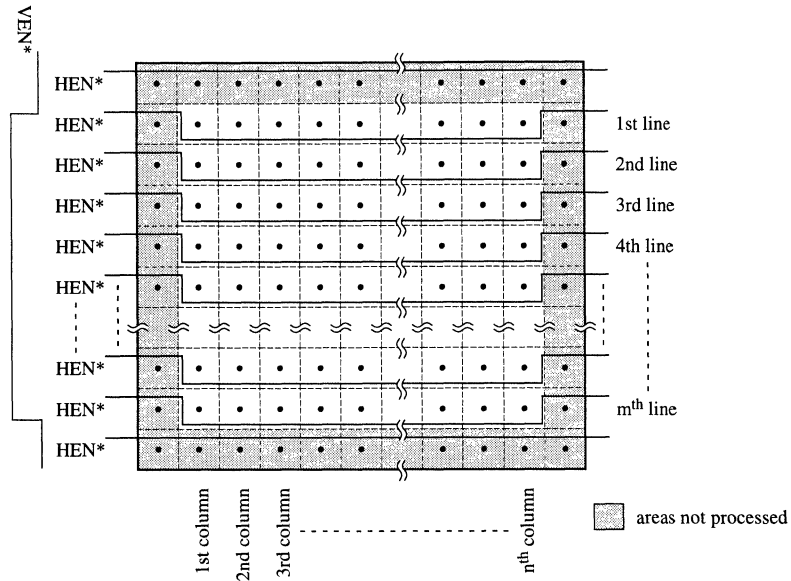 VEN*
HEN*
HEN* 1st line
HEN* 2nd line
HEN* 3rd line
HEN* 4th line
HEN*
HEN*
HEN* mth line
HEN*
1st column
2nd column
3rd column
nth column
areas not processed